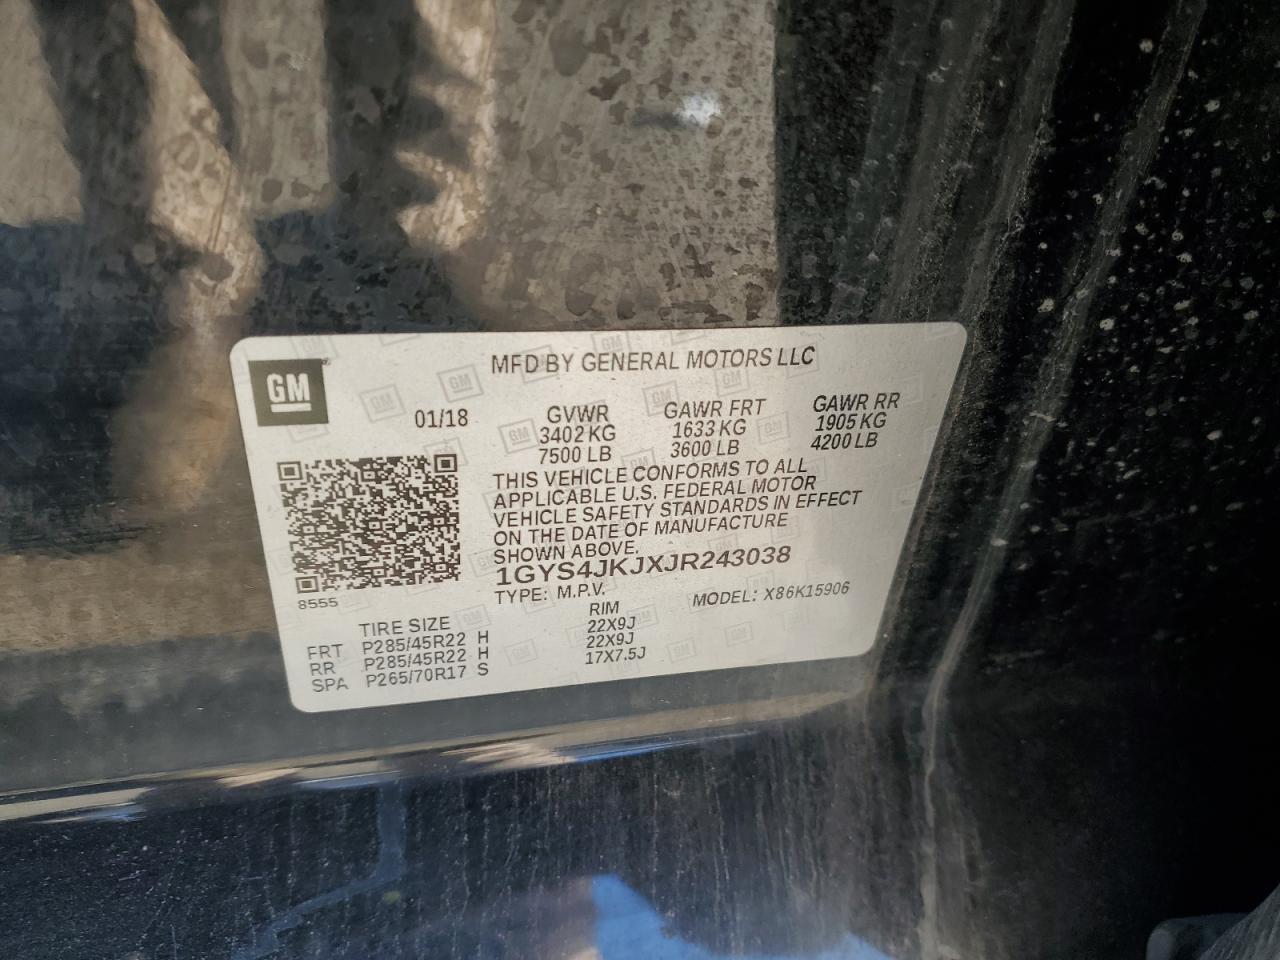 GM
MFD BY GENERAL MOTORS LLC
01/18 GVWR GAWR FRT GAWR RR
3402 KG 1633 KG 1905 KG
7500 LB 3600 LB 4200 LB
THIS VEHICLE CONFORMS TO ALL
APPLICABLE U.S. FEDERAL MOTOR
VEHICLE SAFETY STANDARDS IN EFFECT
ON THE DATE OF MANUFACTURE
SHOWN ABOVE.
1GYS4JKJXJR243038
TYPE: M.P.V. MODEL: X86K15906
8555
TIRE SIZE RIM
FRT P285/45R22 H 22X9J
RR P285/45R22 H 22X9J
SPA P265/70R17 S 17X7.5J